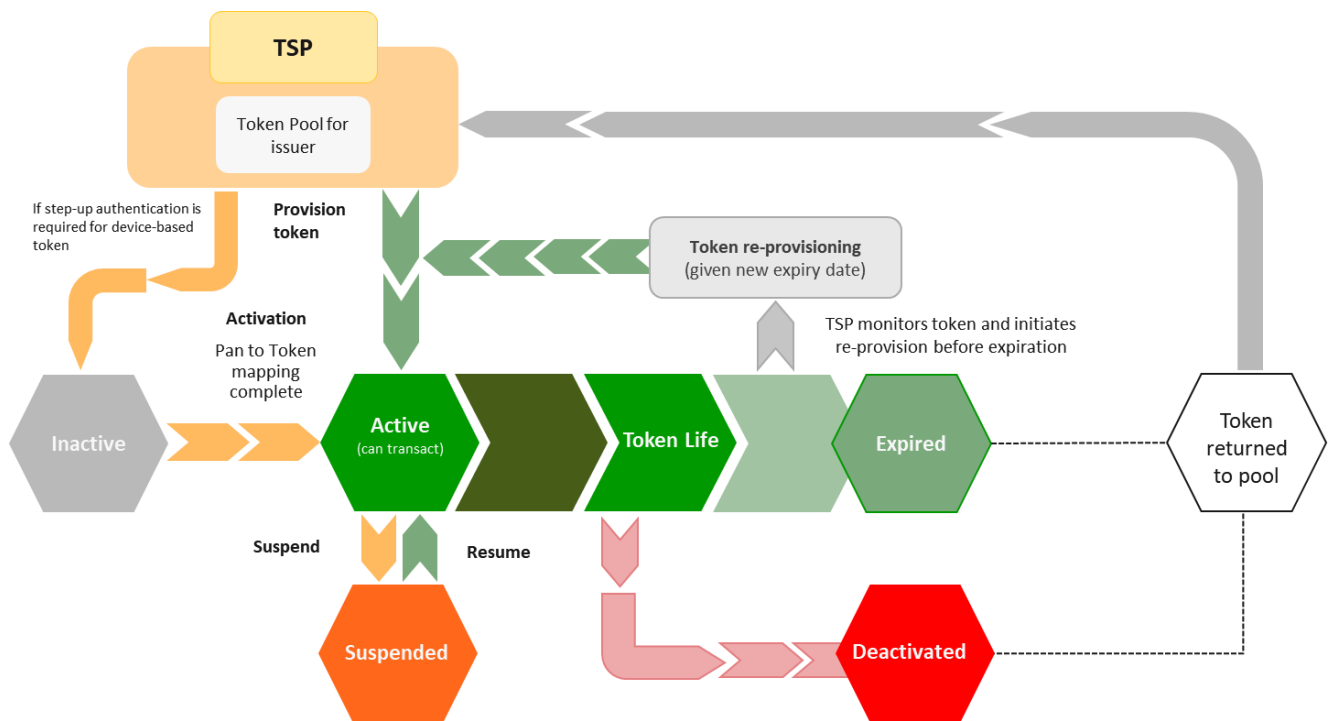 TSP
Token Pool for
issuer
If step-up authentication is
required for device-based
token
Provision
token
Token re-provisioning
(given new expiry date)
Activation
Pan to Token
mapping
complete
TSP monitors token and initiates
re-provision before expiration
Inactive
Active
(can transact)
Token Life
Expired
Token
returned
to pool
Suspend
Resume
Suspended
Deactivated